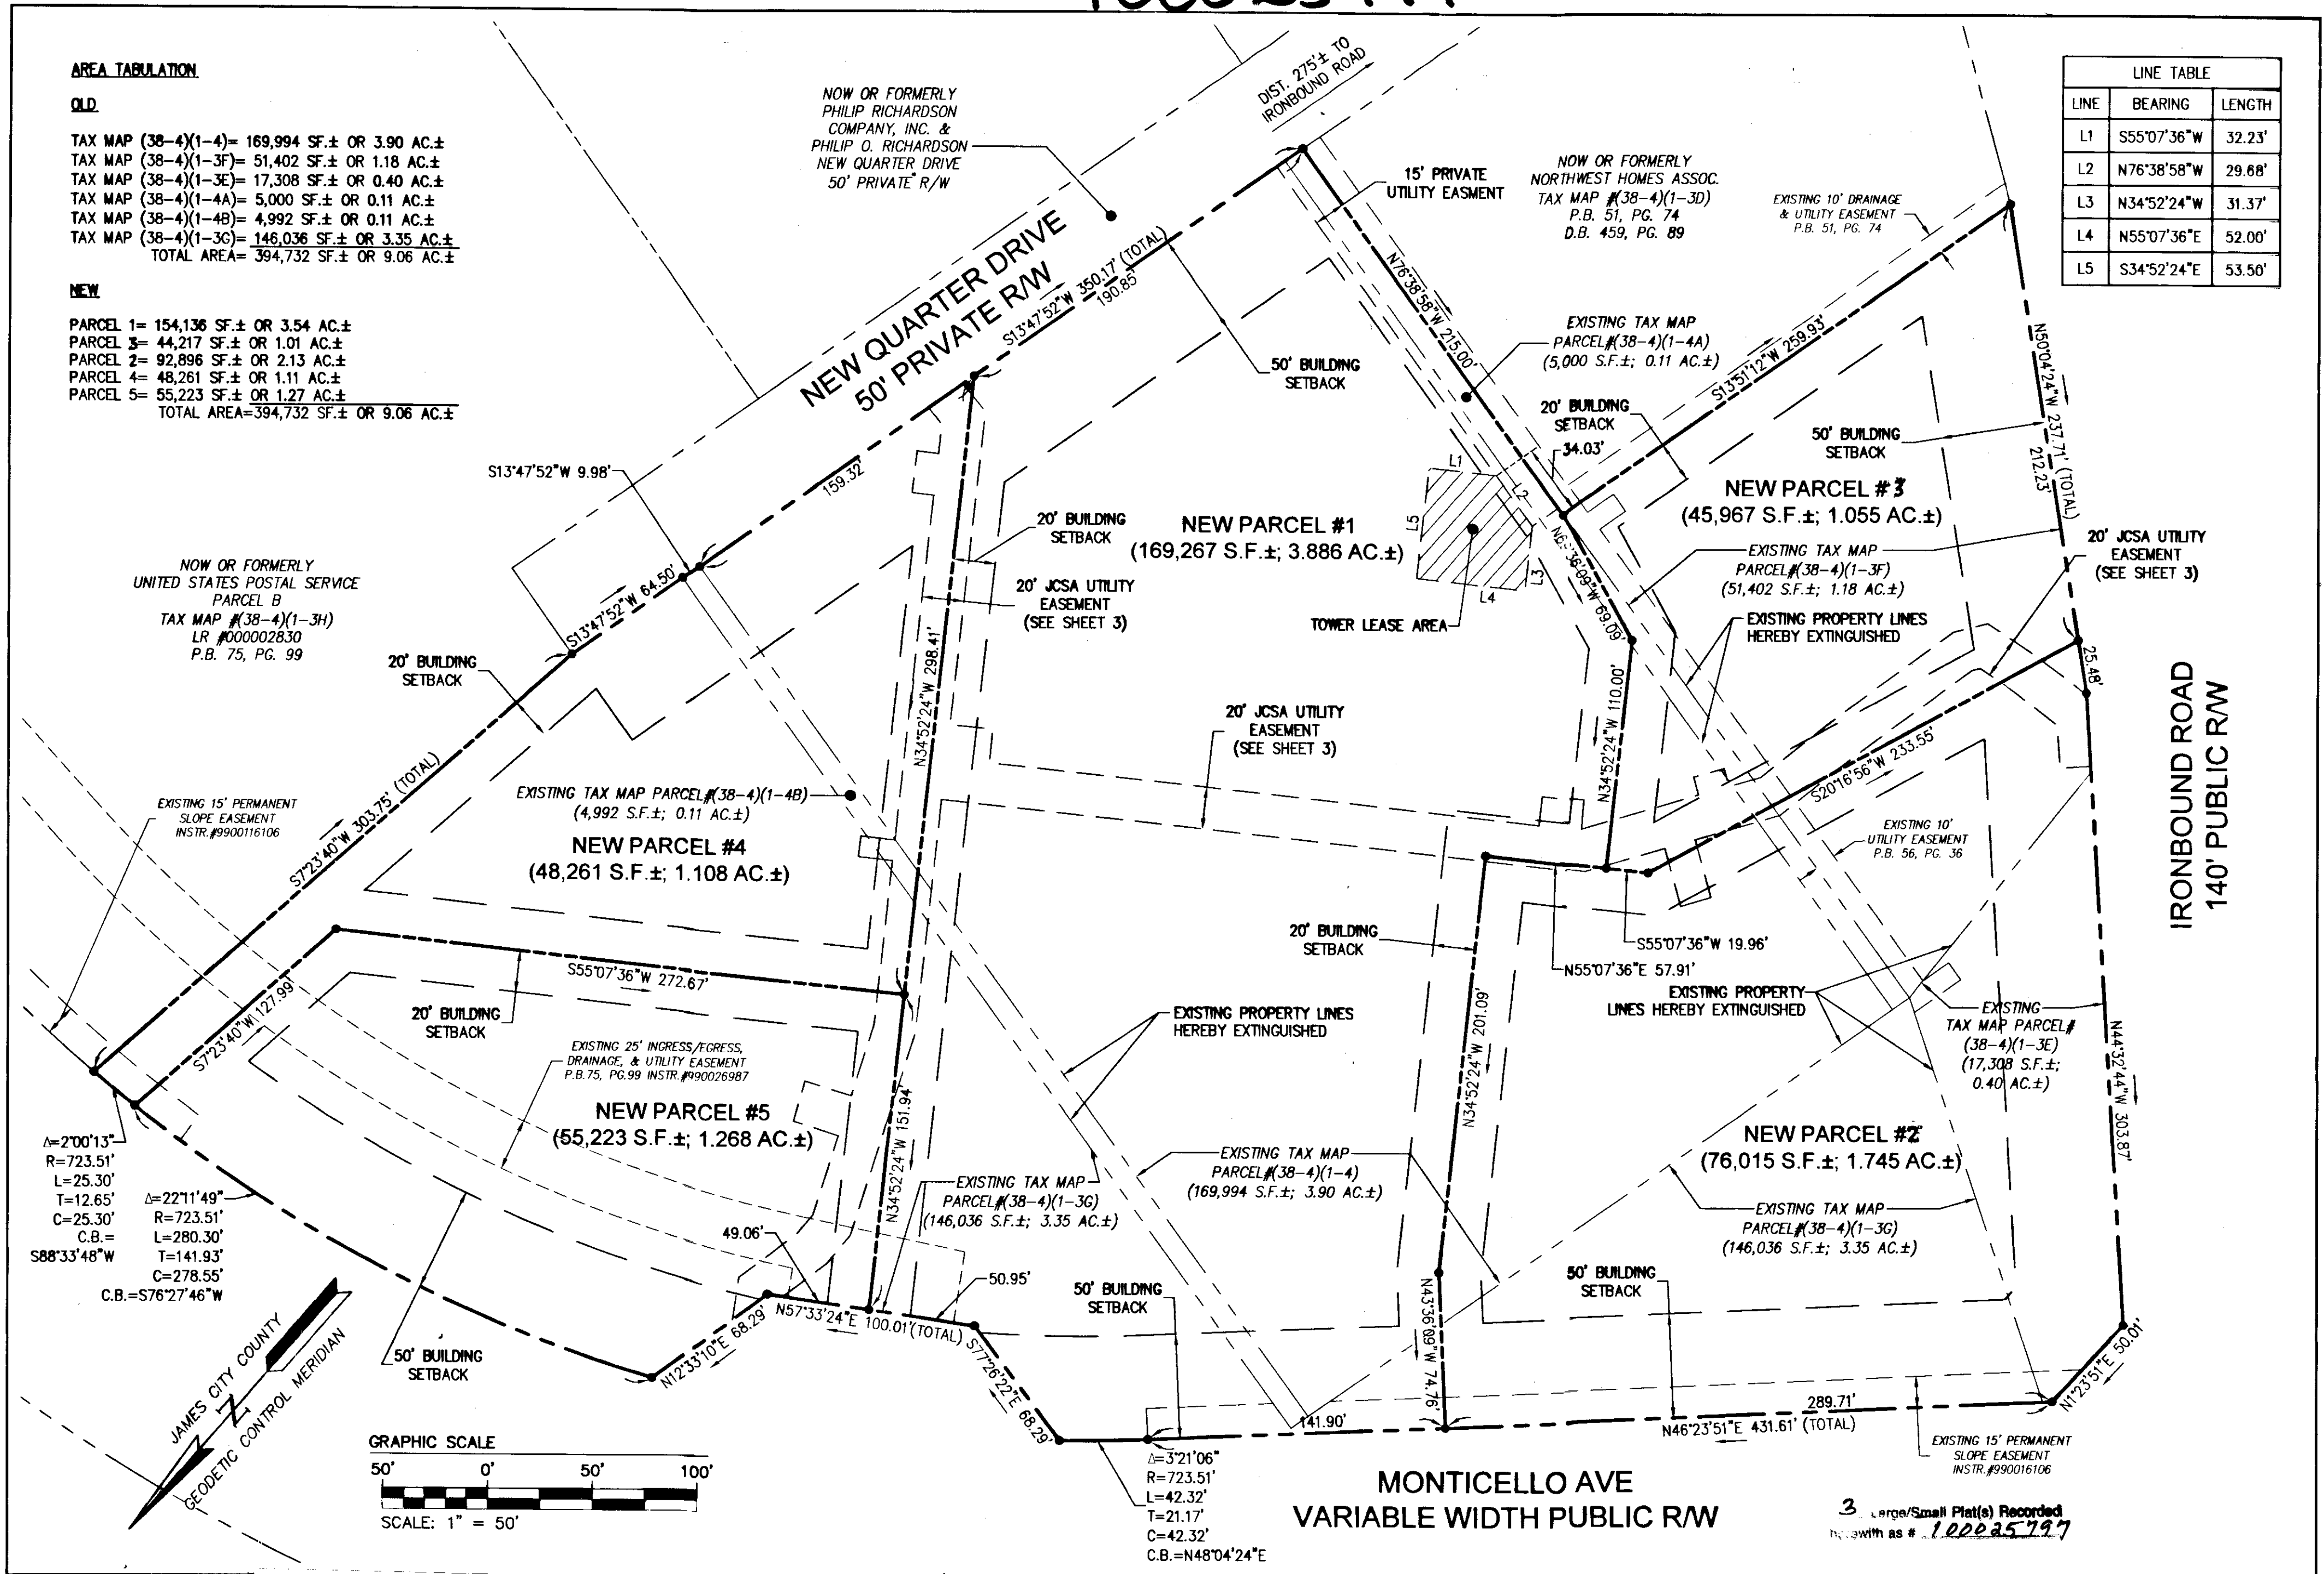 AREA TABULATION
OLD
TAX MAP (38-4)(1-4)= 169,994 SF.± OR 3.90 AC.±
TAX MAP (38-4)(1-3F)= 51,402 SF.± OR 1.18 AC.±
TAX MAP (38-4)(1-3E)= 17,308 SF.± OR 0.40 AC.±
TAX MAP (38-4)(1-4A)= 5,000 SF.± OR 0.11 AC.±
TAX MAP (38-4)(1-4B)= 4,992 SF.± OR 0.11 AC.±
TAX MAP (38-4)(1-3G)= 146,036 SF.± OR 3.35 AC.±
TOTAL AREA= 394,732 SF.± OR 9.06 AC.±
NEW
PARCEL 1= 154,136 SF.± OR 3.54 AC.±
PARCEL 3= 44,217 SF.± OR 1.01 AC.±
PARCEL 2= 92,896 SF.± OR 2.13 AC.±
PARCEL 4= 48,261 SF.± OR 1.11 AC.±
PARCEL 5= 55,223 SF.± OR 1.27 AC.±
TOTAL AREA=394,732 SF.± OR 9.06 AC.±
NOW OR FORMERLY
PHILIP RICHARDSON
COMPANY, INC. &
PHILIP O. RICHARDSON
NEW QUARTER DRIVE
50' PRIVATE R/W
DIST. 275'± TO
IRONBOUND ROAD
15' PRIVATE
UTILITY EASMENT
NOW OR FORMERLY
NORTHWEST HOMES ASSOC.
TAX MAP #(38-4)(1-3D)
P.B. 51, PG. 74
D.B. 459, PG. 89
EXISTING 10' DRAINAGE
& UTILITY EASEMENT
P.B. 51, PG. 74
LINE TABLE
LINE BEARING LENGTH
L1 S55°07'36"W 32.23'
L2 N76°38'58"W 29.68'
L3 N34°52'24"W 31.37'
L4 N55°07'36"E 52.00'
L5 S34°52'24"E 53.50'
NEW QUARTER DRIVE
50' PRIVATE R/W
S13°47'52"W 350.17' (TOTAL)
190.85'
159.32'
50' BUILDING
SETBACK
N76°38'58"W 215.00'
EXISTING TAX MAP
PARCEL#(38-4)(1-4A)
(5,000 S.F.±; 0.11 AC.±)
S13°51'12"W 259.93'
20' BUILDING
SETBACK
34.03'
50' BUILDING
SETBACK
N50°04'24"W 237.71' (TOTAL)
212.23'
S13°47'52"W 9.98'
S13°47'52"W 64.50'
NOW OR FORMERLY
UNITED STATES POSTAL SERVICE
PARCEL B
TAX MAP #(38-4)(1-3H)
LR #000002830
P.B. 75, PG. 99
20' BUILDING
SETBACK
20' BUILDING
SETBACK
NEW PARCEL #1
(169,267 S.F.±; 3.886 AC.±)
L1
L2
L3
L4
L5
TOWER LEASE AREA
20' JCSA UTILITY
EASEMENT
(SEE SHEET 3)
NEW PARCEL #3
(45,967 S.F.±; 1.055 AC.±)
EXISTING TAX MAP
PARCEL#(38-4)(1-3F)
(51,402 S.F.±; 1.18 AC.±)
EXISTING PROPERTY LINES
HEREBY EXTINGUISHED
20' JCSA UTILITY
EASEMENT
(SEE SHEET 3)
25.48'
69.09'
N34°52'24"W 110.00'
N34°52'24"W 298.41'
20' JCSA UTILITY
EASEMENT
(SEE SHEET 3)
S20°16'56"W 233.55'
IRONBOUND ROAD
140' PUBLIC R/W
S7°23'40"W 303.75' (TOTAL)
EXISTING 15' PERMANENT
SLOPE EASEMENT
INSTR.#9900116106
EXISTING TAX MAP PARCEL#(38-4)(1-4B)
(4,992 S.F.±; 0.11 AC.±)
NEW PARCEL #4
(48,261 S.F.±; 1.108 AC.±)
EXISTING 10'
UTILITY EASEMENT
P.B. 56, PG. 36
S55°07'36"W 272.67'
20' BUILDING
SETBACK
S7°23'40"W 127.99'
20' BUILDING
SETBACK
S55°07'36"W 19.96'
N55°07'36"E 57.91'
EXISTING PROPERTY
LINES HEREBY EXTINGUISHED
EXISTING PROPERTY LINES
HEREBY EXTINGUISHED
EXISTING
TAX MAP PARCEL#
(38-4)(1-3E)
(17,308 S.F.±;
0.40 AC.±)
N34°52'24"W 201.09'
N44°32'44"W 303.87'
EXISTING 25' INGRESS/EGRESS,
DRAINAGE, & UTILITY EASEMENT
P.B.75, PG.99 INSTR.#990026987
NEW PARCEL #5
(55,223 S.F.±; 1.268 AC.±)
N34°52'24"W 151.94'
EXISTING TAX MAP
PARCEL#(38-4)(1-3G)
(146,036 S.F.±; 3.35 AC.±)
EXISTING TAX MAP
PARCEL#(38-4)(1-4)
(169,994 S.F.±; 3.90 AC.±)
NEW PARCEL #2
(76,015 S.F.±; 1.745 AC.±)
EXISTING TAX MAP
PARCEL#(38-4)(1-3G)
(146,036 S.F.±; 3.35 AC.±)
Δ=2°00'13"
R=723.51'
L=25.30'
T=12.65'
C=25.30'
C.B.=
S88°33'48"W
Δ=22°11'49"
R=723.51'
L=280.30'
T=141.93'
C=278.55'
C.B.=S76°27'46"W
49.06'
50.95'
50' BUILDING
SETBACK
50' BUILDING
SETBACK
N57°33'24"E 100.01'(TOTAL)
N12°33'10"E 68.29'
S77°26'22"E 68.29'
N43°36'09"W 74.76'
50' BUILDING
SETBACK
141.90'
289.71'
N46°23'51"E 431.61' (TOTAL)
N1°23'51"E 50.01'
EXISTING 15' PERMANENT
SLOPE EASEMENT
INSTR.#990016106
JAMES CITY COUNTY
N
GEODETIC CONTROL MERIDIAN
GRAPHIC SCALE
50' 0' 50' 100'
SCALE: 1" = 50'
Δ=3°21'06"
R=723.51'
L=42.32'
T=21.17'
C=42.32'
C.B.=N48°04'24"E
MONTICELLO AVE
VARIABLE WIDTH PUBLIC R/W
3 Large/Small Plat(s) Recorded
herewith as # 100025797